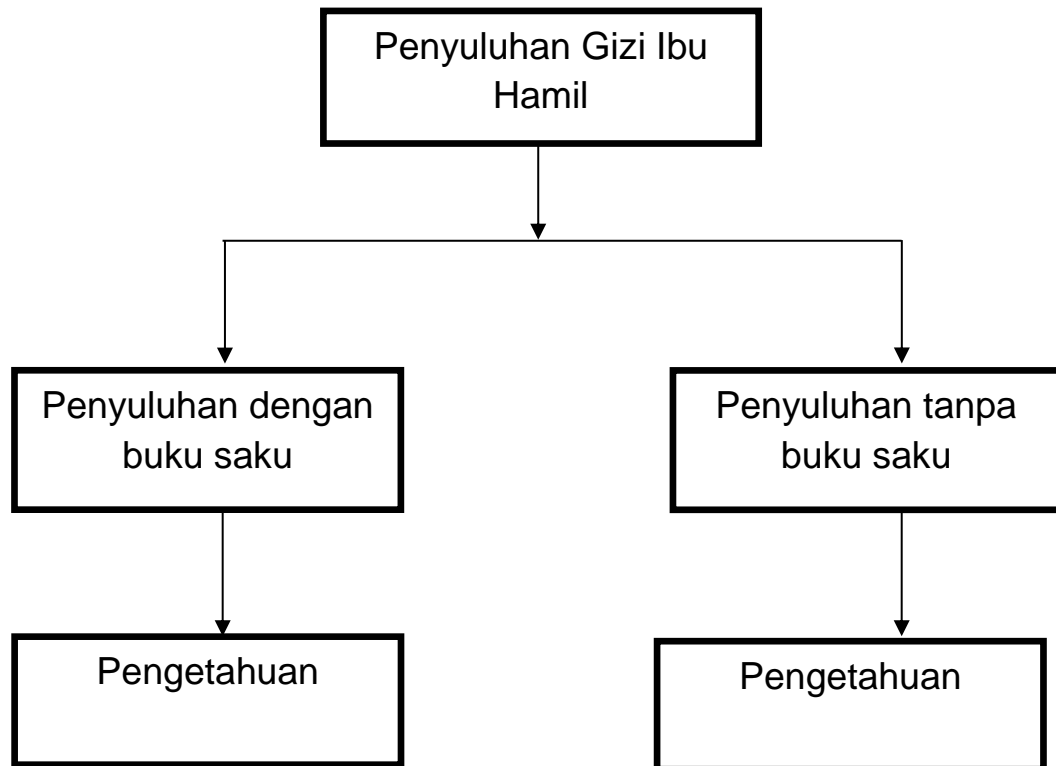 Penyuluhan Gizi Ibu
Hamil
Penyuluhan dengan
buku saku
Penyuluhan tanpa
buku saku
Pengetahuan
Pengetahuan